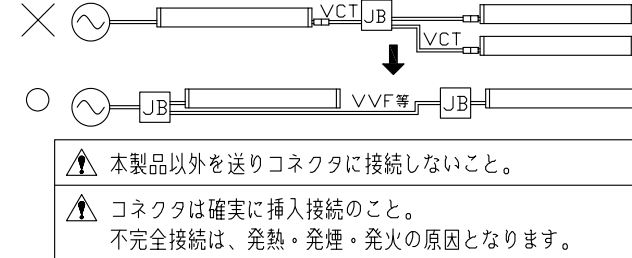 × VCT JB
VCT
○ JB VVF等 JB
本製品以外を送りコネクタに接続しないこと。
コネクタは確実に挿入接続のこと。
不完全接続は、発熱・発煙・発火の原因となります。